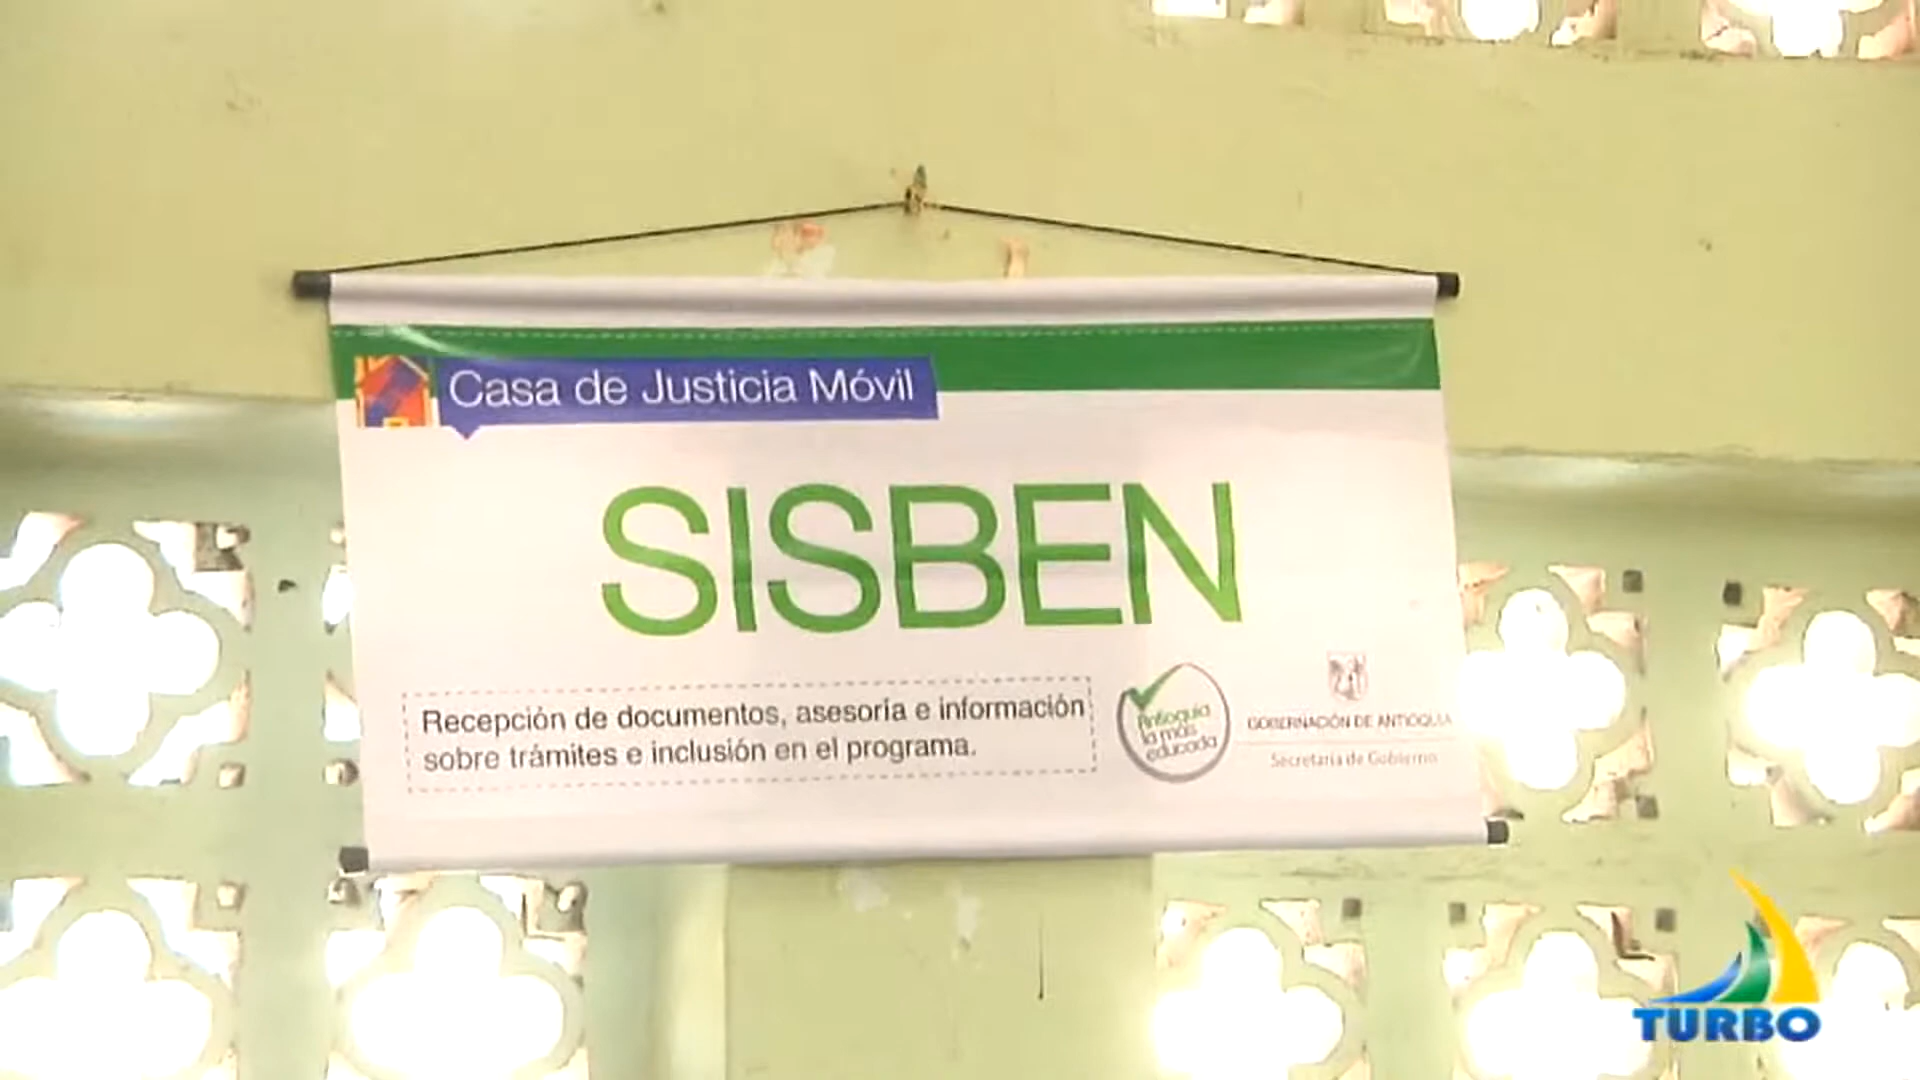 Casa de Justicia Móvil
SISBEN
Recepción de documentos, asesoría e información
sobre trámites e inclusión en el programa.
Antioquia
la más
educada
GOBERNACIÓN DE ANTIOQUIA
Secretaría de Gobierno
TURBO